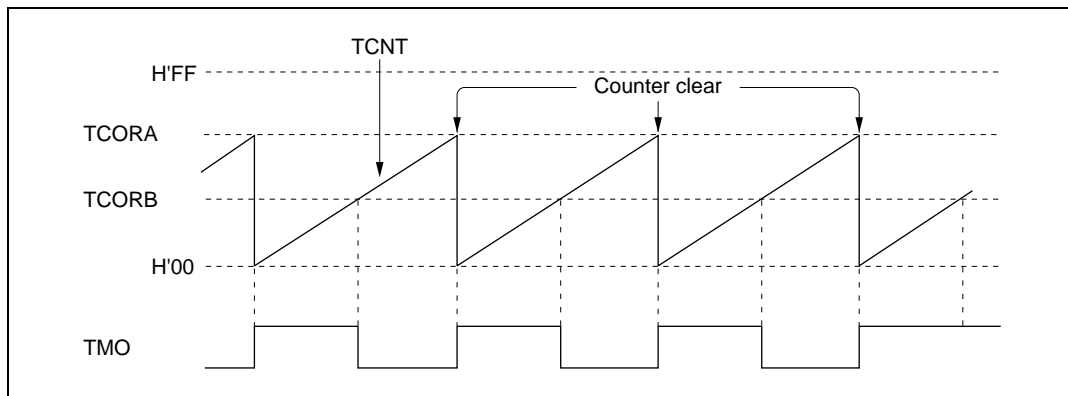 TCNT
H'FF
Counter clear
TCORA
TCORB
H'00
TMO